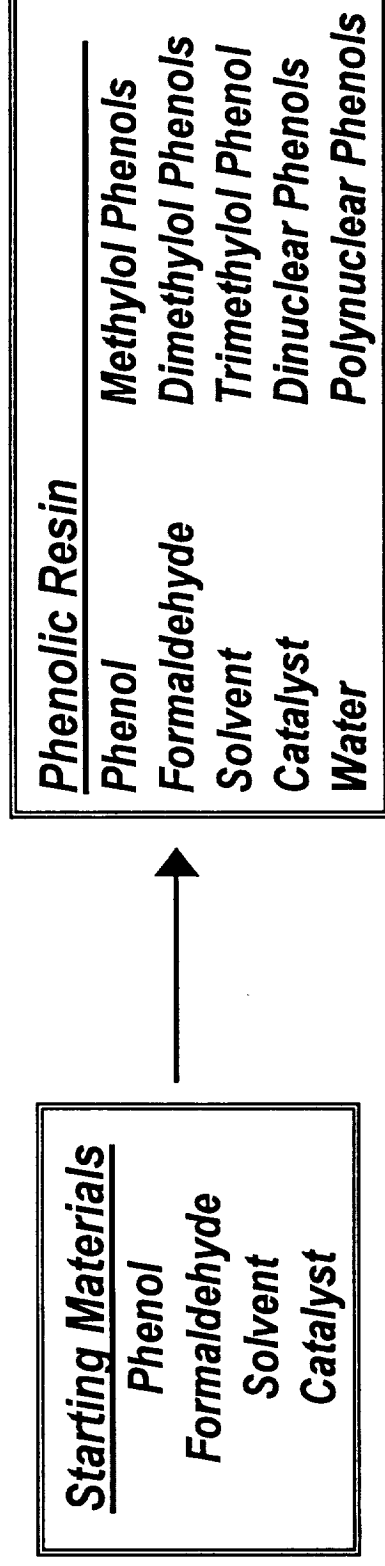 Starting Materials
Phenol
Formaldehyde
Solvent
Catalyst
Phenolic Resin
Phenol Methylol Phenols
Formaldehyde Dimethylol Phenols
Solvent Trimethylol Phenol
Catalyst Dinuclear Phenols
Water Polynuclear Phenols